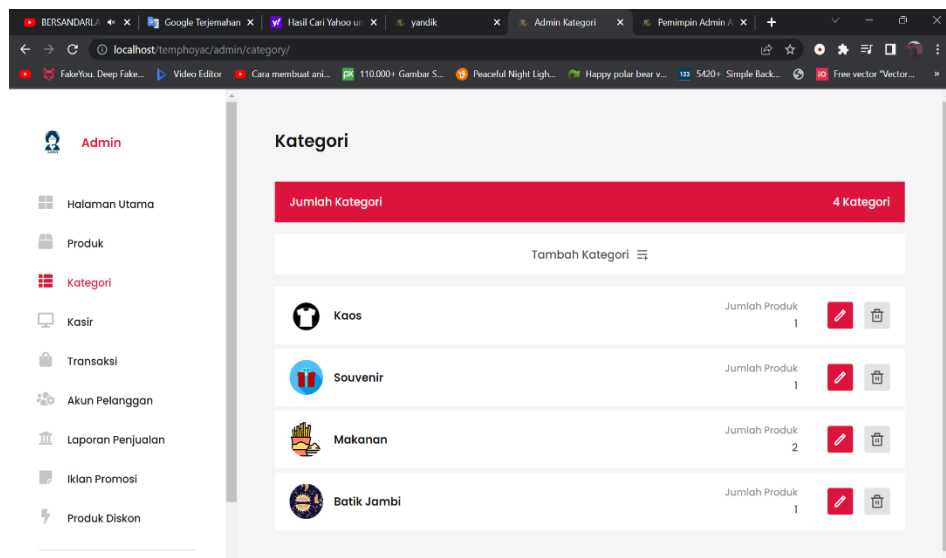 BERSANDARLA
Google Terjemahan
Hasil Cari Yahoo un
yandik
Admin Kategori
Pemimpin Admin A
localhost/temphoyac/admin/category/
FakeYou. Deep Fake...
Video Editor
Cara membuat ani...
110.000+ Gambar S...
Peaceful Night Ligh...
Happy polar bear v...
123
5420+ Simple Back...
Free vector "Vector...
Admin
Kategori
Jumlah Kategori
4 Kategori
Tambah Kategori
Halaman Utama
Produk
Kategori
Kasir
Transaksi
Akun Pelanggan
Laporan Penjualan
Iklan Promosi
Produk Diskon
Kaos
Jumlah Produk
1
Souvenir
Jumlah Produk
1
Makanan
Jumlah Produk
2
Batik Jambi
Jumlah Produk
1